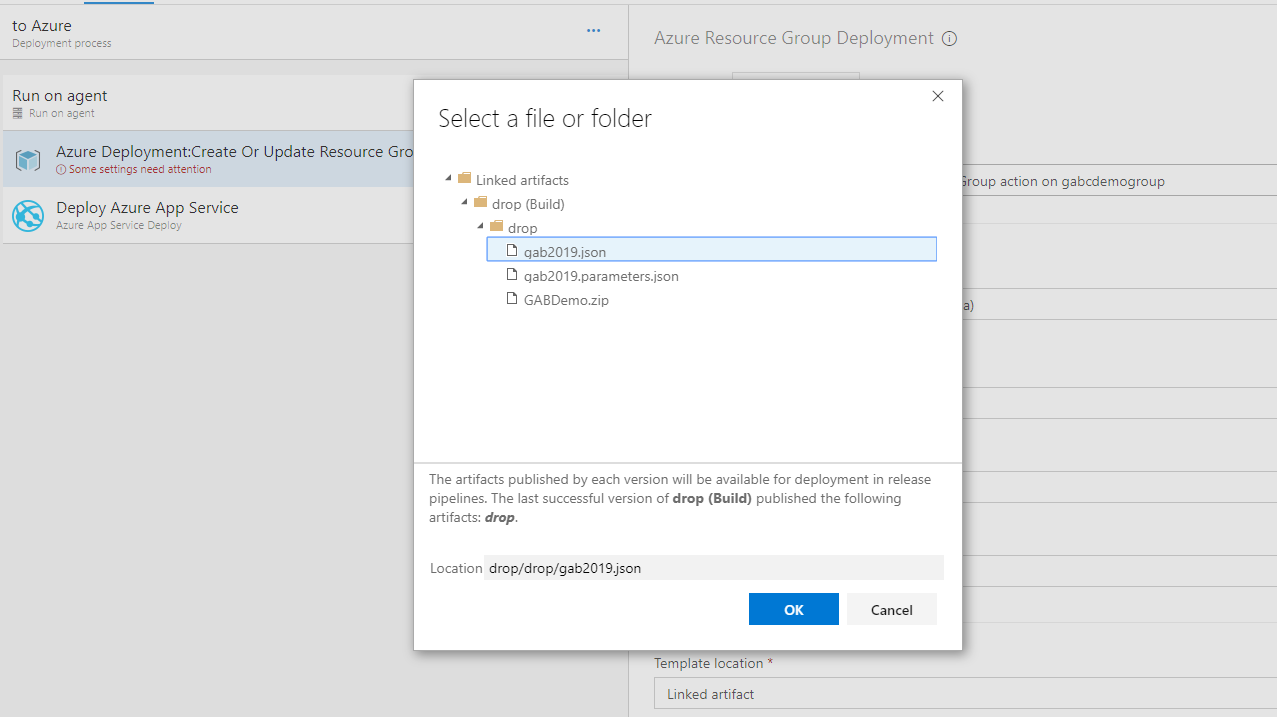 to Azure
Deployment process
...
Azure Resource Group Deployment
Run on agent
Run on agent
Azure Deployment:Create Or Update Resource Gro
Some settings need attention
Deploy Azure App Service
Azure App Service Deploy
Select a file or folder
Linked artifacts
drop (Build)
drop
gab2019.json
gab2019.parameters.json
GABDemo.zip
The artifacts published by each version will be available for deployment in release
pipelines. The last successful version of drop (Build) published the following
artifacts: drop.
Location drop/drop/gab2019.json
OK Cancel
Group action on gabcdemogroup
a)
Template location *
Linked artifact